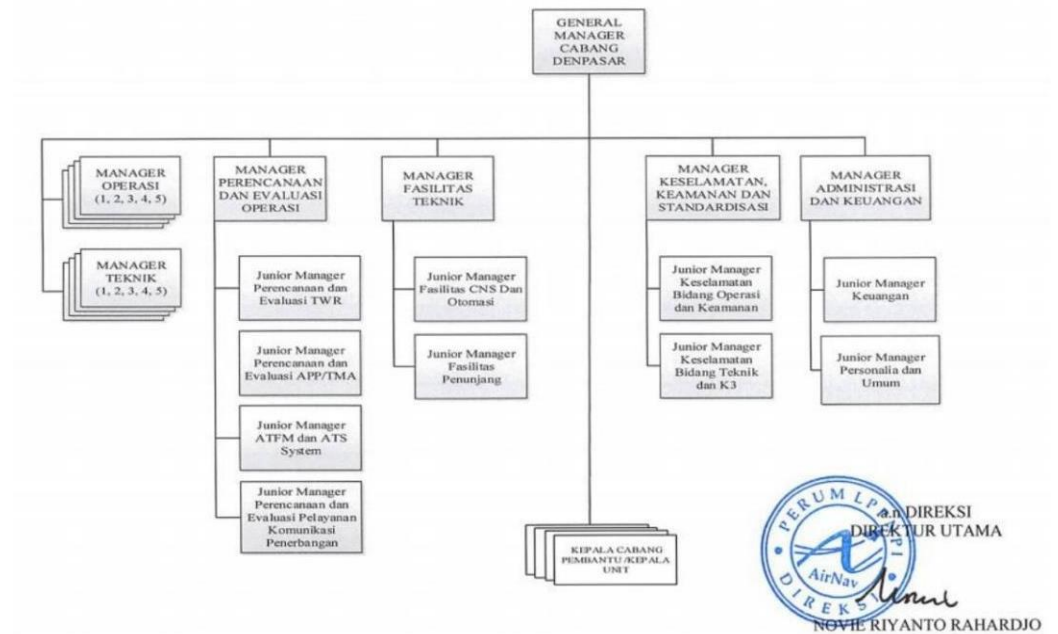 GENERAL
MANAGER
CABANG
DENPASAR
MANAGER
OPERASI
(1, 2, 3, 4, 5)
MANAGER
TEKNIK
(1, 2, 3, 4, 5)
MANAGER
PERENCANAAN
DAN EVALUASI
OPERASI
Junior Manager
Perencanaan dan
Evaluasi TWR
Junior Manager
Perencanaan dan
Evaluasi APP/TMA
Junior Manager
ATFM dan ATS
System
Junior Manager
Perencanaan dan
Evaluasi Pelayanan
Komunikasi
Penerbangan
MANAGER
FASILITAS
TEKNIK
Junior Manager
Fasilitas CNS Dan
Otomasi
Junior Manager
Fasilitas
Penunjang
MANAGER
KESELAMATAN,
KEAMANAN DAN
STANDARDISASI
Junior Manager
Keselamatan
Bidang Operasi
dan Keamanan
Junior Manager
Keselamatan
Bidang Teknik
dan K3
MANAGER
ADMINISTRASI
DAN KEUANGAN
Junior Manager
Keuangan
Junior Manager
Personalia dan
Umum
KEPALA CABANG
PEMBANTU /KEPALA
UNIT
a.n DIREKSI
DIREKTUR UTAMA
PERUM LPPNPI
AirNav
DIREKSI
NOVIE RIYANTO RAHARDJO